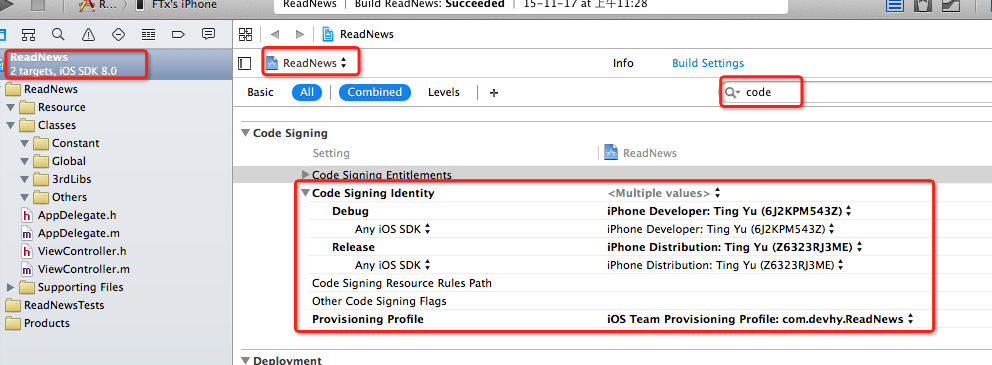 R... FTx's iPhone ReadNews Build ReadNews: Succeeded 15-11-17 at 上午11:28
ReadNews
2 targets, iOS SDK 8.0
ReadNews
Resource
Classes
Constant
Global
3rdLibs
Others
AppDelegate.h
AppDelegate.m
ViewController.h
ViewController.m
Supporting Files
ReadNewsTests
Products
ReadNews
ReadNews Info Build Settings
Basic All Combined Levels + code
Code Signing
Setting ReadNews
Code Signing Entitlements
Code Signing Identity <Multiple values>
Debug iPhone Developer: Ting Yu (6J2KPM543Z)
Any iOS SDK iPhone Developer: Ting Yu (6J2KPM543Z)
Release iPhone Distribution: Ting Yu (Z6323RJ3ME)
Any iOS SDK iPhone Distribution: Ting Yu (Z6323RJ3ME)
Code Signing Resource Rules Path
Other Code Signing Flags
Provisioning Profile iOS Team Provisioning Profile: com.devhy.ReadNews
Deployment